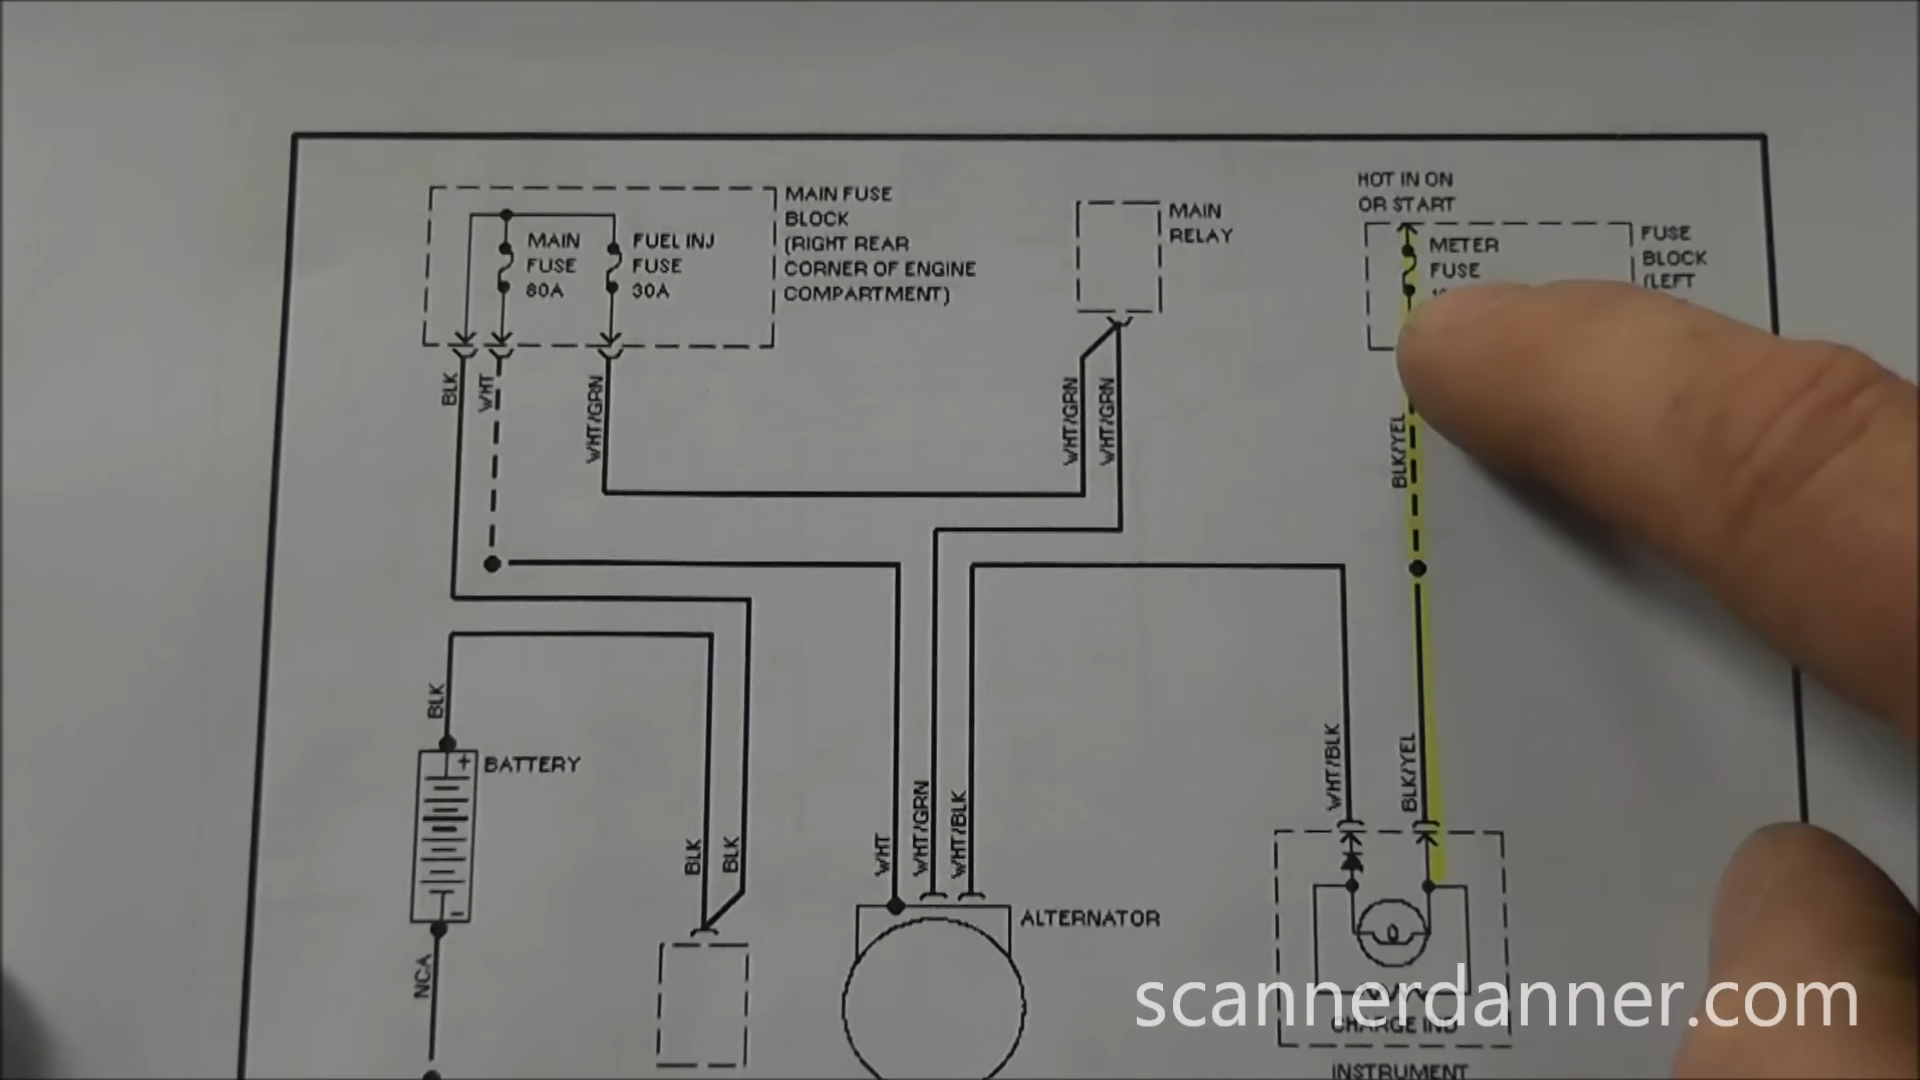 HOT IN ON
OR START
MAIN FUSE
BLOCK
(RIGHT REAR
CORNER OF ENGINE
COMPARTMENT)
MAIN
FUSE
80A
FUEL INJ
FUSE
30A
MAIN
RELAY
METER
FUSE
FUSE
BLOCK
(LEFT
BLK
WHT
WHT/GRN
WHT/GRN
WHT/GRN
BLK/YEL
BLK
BATTERY
+
-
NCA
BLK
BLK
WHT
WHT/GRN
WHT/BLK
ALTERNATOR
WHT/BLK
BLK/YEL
CHARGE IND
INSTRUMENT
scannerdanner.com